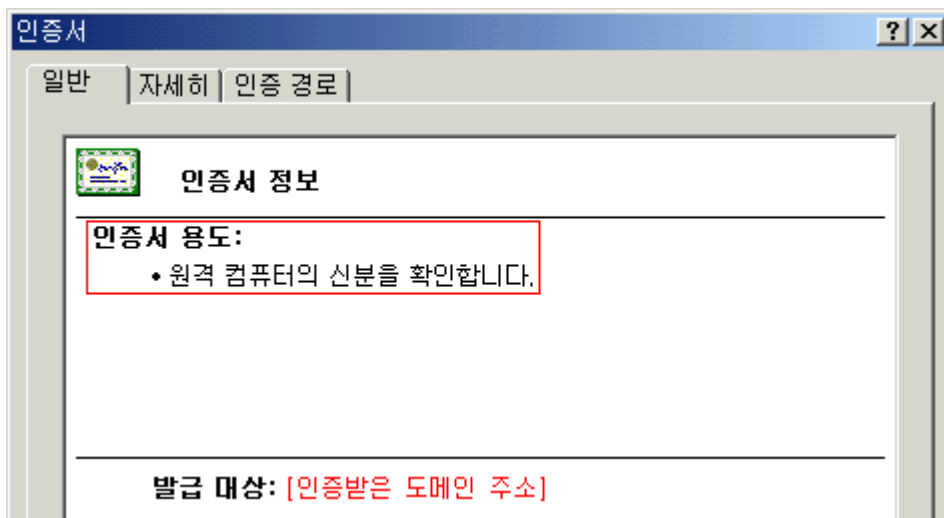 인증서
일반 자세히 인증 경로
인증서 정보
인증서 용도:
• 원격 컴퓨터의 신분을 확인합니다.
발급 대상: [인증받은 도메인 주소]